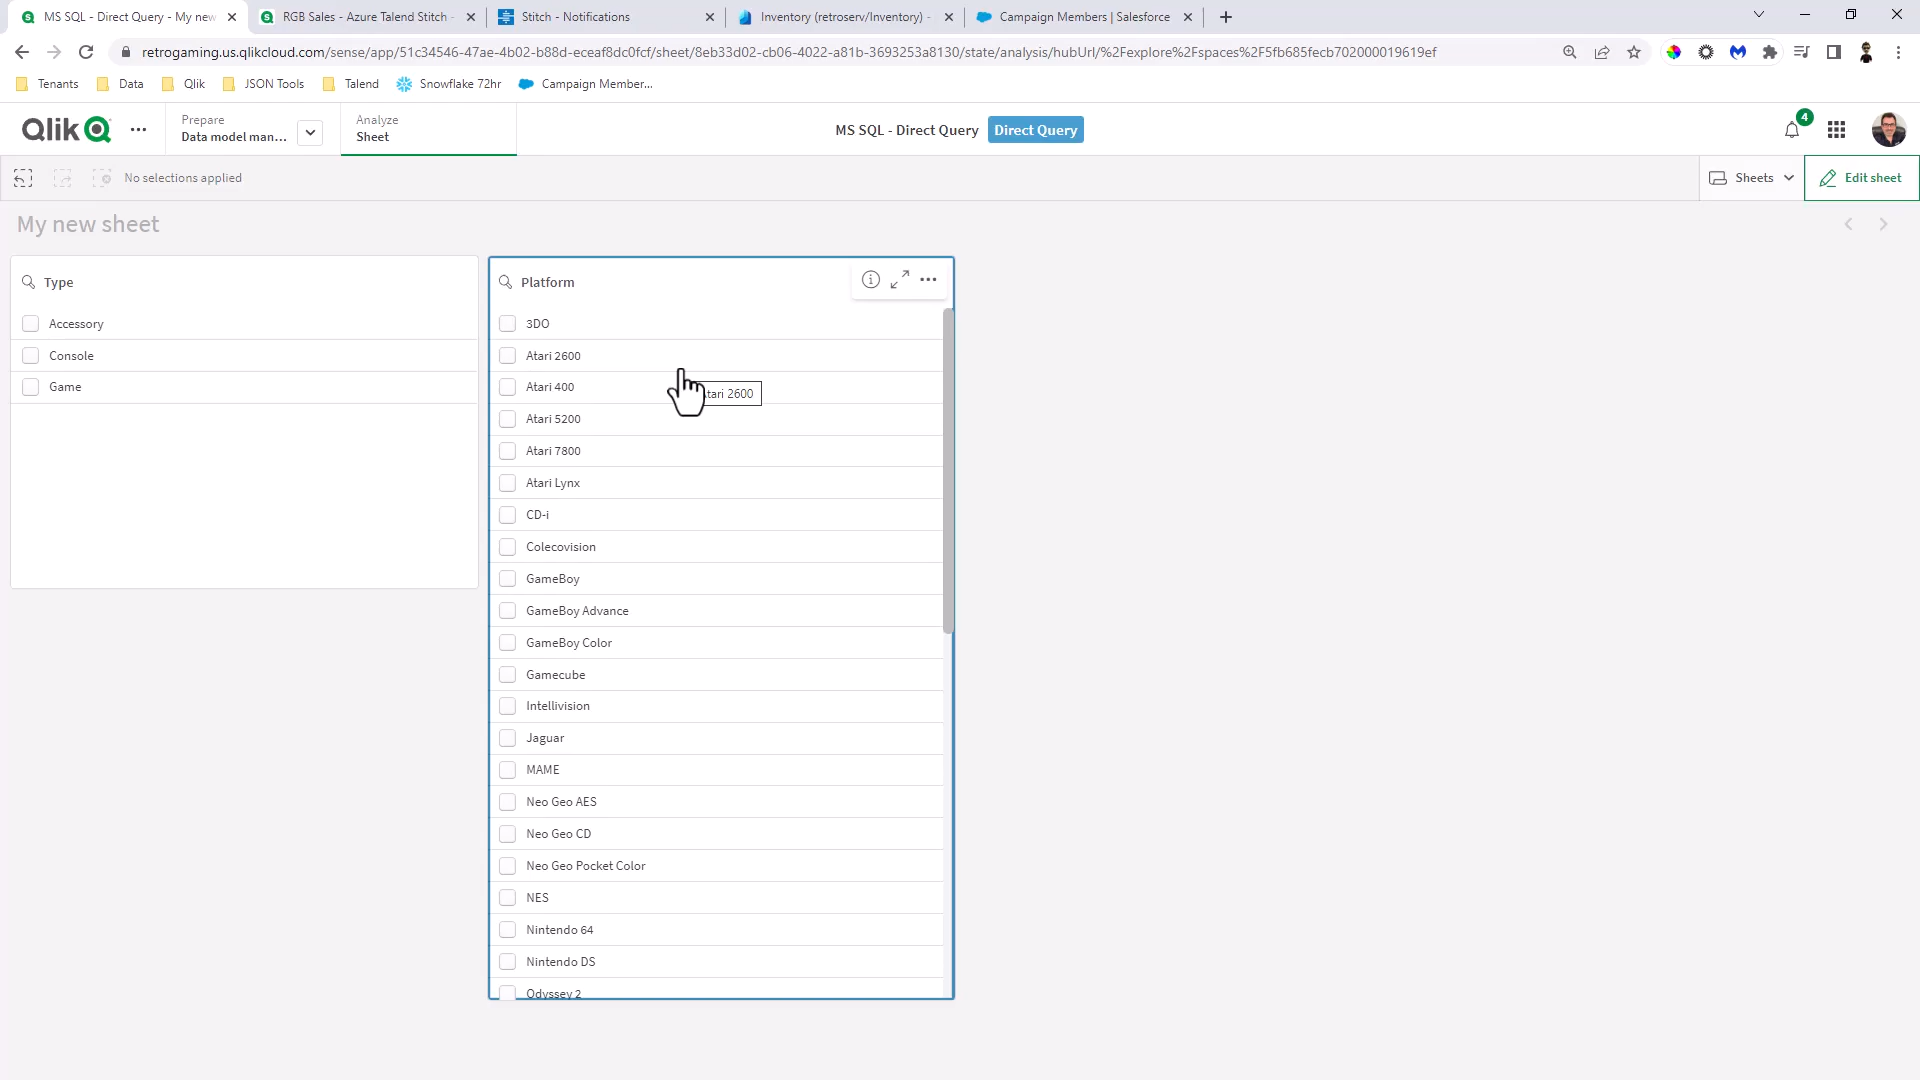 MS SQL - Direct Query - My new
RGB Sales - Azure Talend Stitch -
Stitch - Notifications
Inventory (retroserv/Inventory) -
Campaign Members | Salesforce
retrogaming.us.qlikcloud.com/sense/app/51c34546-47ae-4b02-b88d-eceaf8dc0fcf/sheet/8eb33d02-cb06-4022-a81b-3693253a8130/state/analysis/hubUrl/%2Fexplore%2Fspaces%2F5fb685fecb702000019619ef
Tenants
Data
Qlik
JSON Tools
Talend
Snowflake 72hr
Campaign Member...
Qlik
Prepare
Data model man...
Analyze
Sheet
MS SQL - Direct Query
Direct Query
4
No selections applied
Sheets
Edit sheet
My new sheet
Type
Accessory
Console
Game
Platform
3DO
Atari 2600
Atari 400
tari 2600
Atari 5200
Atari 7800
Atari Lynx
CD-i
Colecovision
GameBoy
GameBoy Advance
GameBoy Color
Gamecube
Intellivision
Jaguar
MAME
Neo Geo AES
Neo Geo CD
Neo Geo Pocket Color
NES
Nintendo 64
Nintendo DS
Odyssey 2